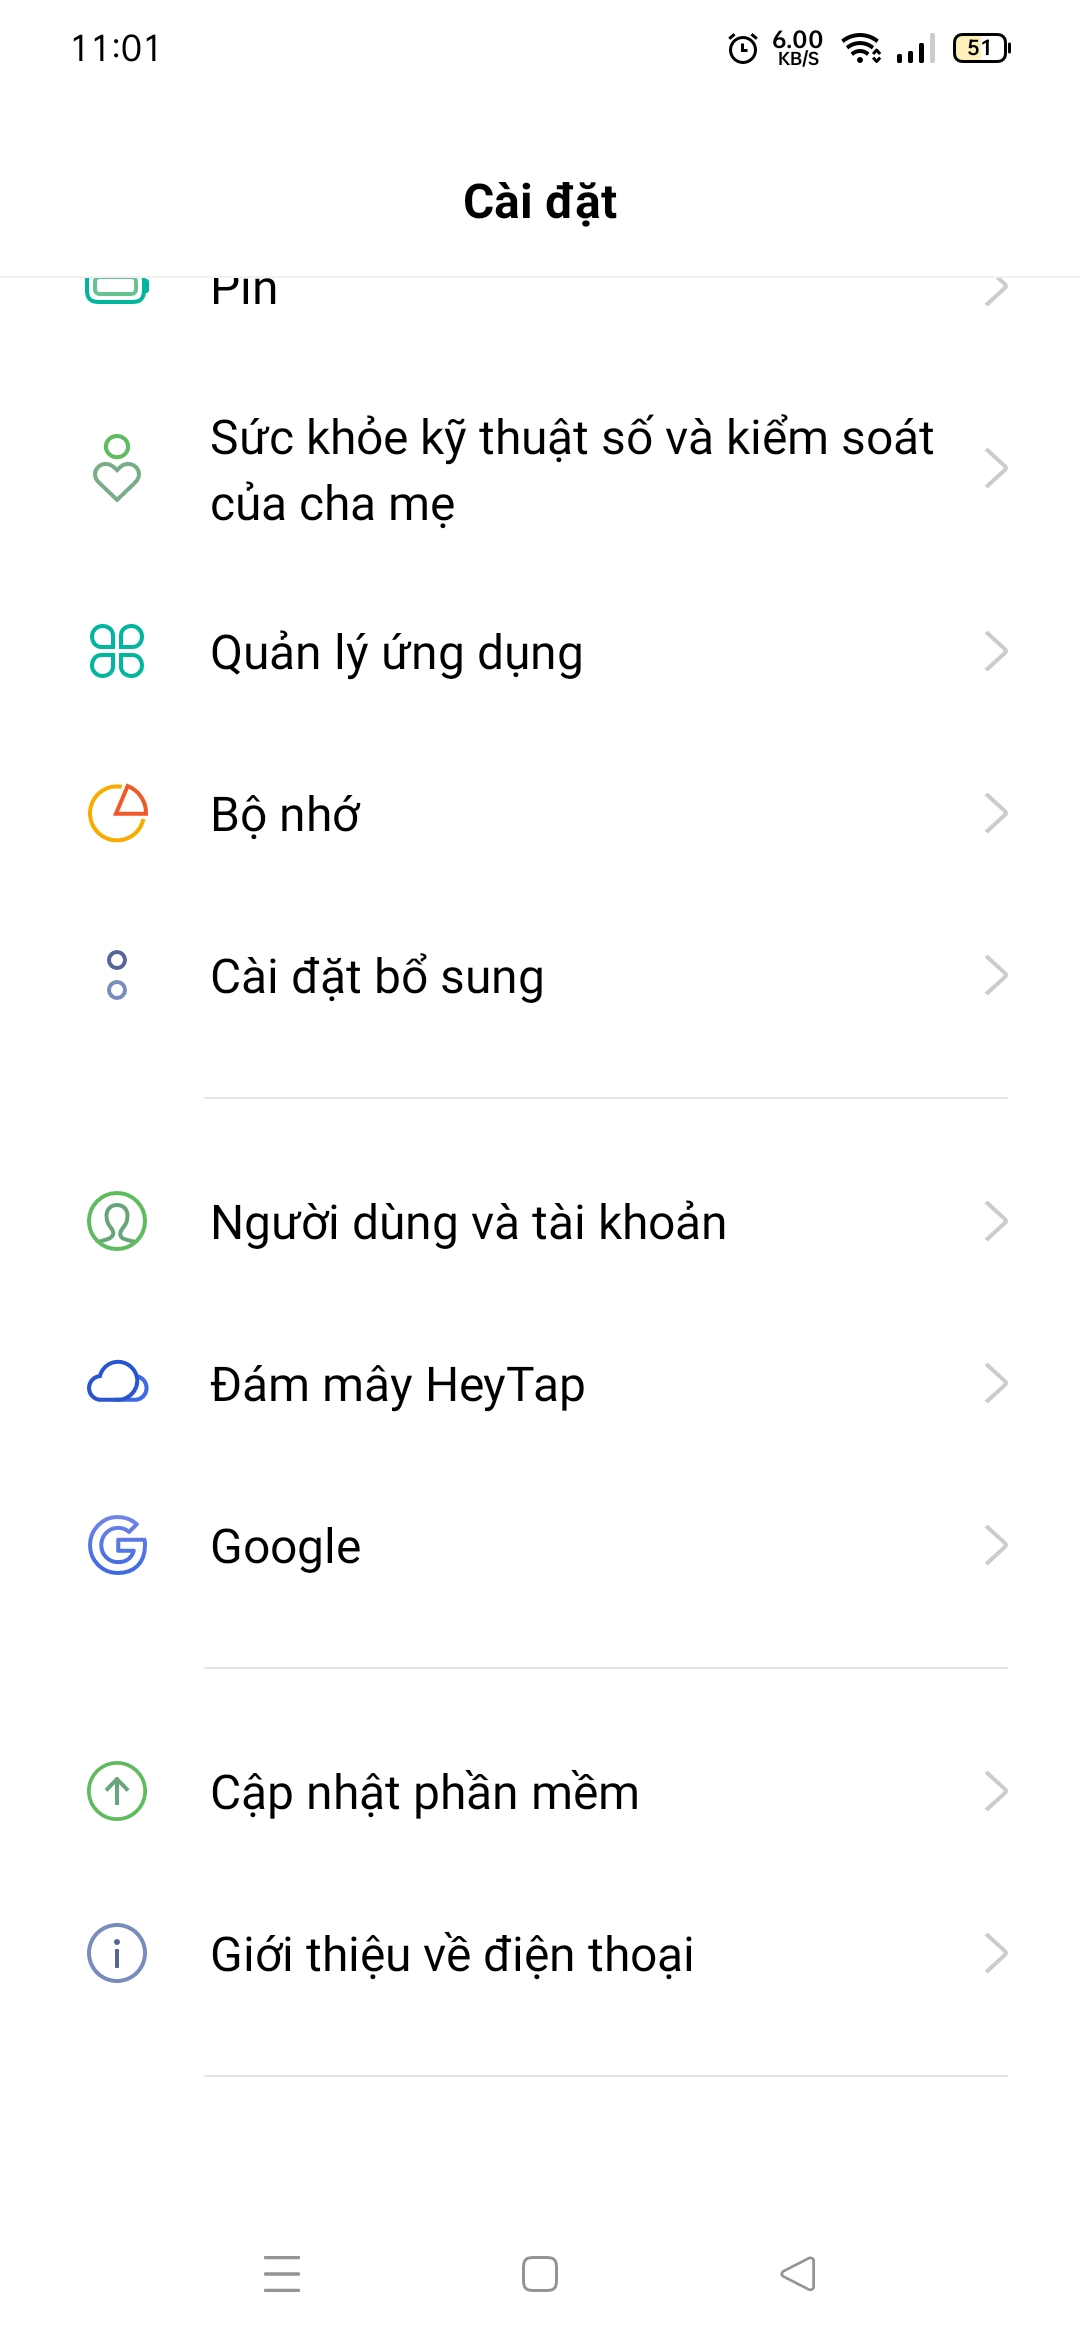 11:01
6.00
KB/S
51
Cài đặt
Pin
Sức khỏe kỹ thuật số và kiểm soát
của cha mẹ
Quản lý ứng dụng
Bộ nhớ
Cài đặt bổ sung
Người dùng và tài khoản
Đám mây HeyTap
Google
Cập nhật phần mềm
Giới thiệu về điện thoại